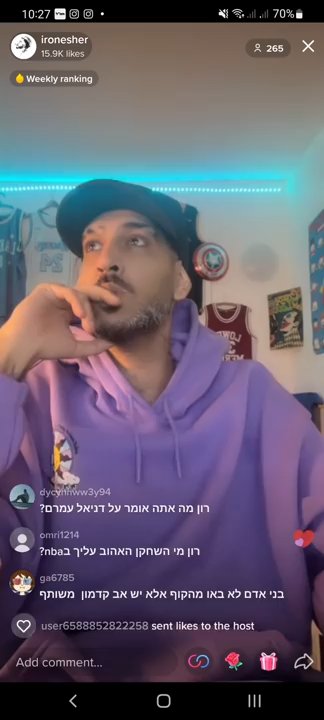 10:27
70%
ironesher
15.9K likes
265
Weekly ranking
dycyhhww3y94
רון מה אתה אומר על דניאל עמרם?
omri1214
רון מי השחקן האהוב עליך בnba?
ga6785
בני אדם לא באו מהקוף אלא יש אב קדמון משותף
user6588852822258 sent likes to the host
Add comment...